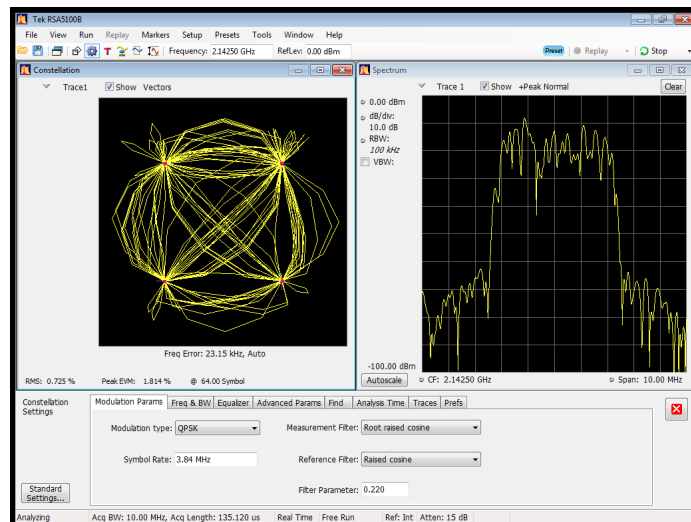 Tek RSA5100B
File View Run Replay Markers Setup Presets Tools Window Help
T Frequency: 2.14250 GHz RefLev: 0.00 dBm Preset Replay Stop
Constellation
Trace1 Show Vectors
Freq Error: 23.15 kHz, Auto
RMS: 0.725 % Peak EVM: 1.814 % @ 64.00 Symbol
Spectrum
Trace 1 Show +Peak Normal Clear
0.00 dBm
dB/div:
10.0 dB
RBW:
100 kHz
VBW:
-100.00 dBm
Autoscale CF: 2.14250 GHz Span: 10.00 MHz
Constellation
Settings
Modulation Params Freq & BW Equalizer Advanced Params Find Analysis Time Traces Prefs
Modulation type: QPSK Measurement Filter: Root raised cosine
Symbol Rate: 3.84 MHz Reference Filter: Raised cosine
Filter Parameter: 0.220
Standard
Settings...
Analyzing Acq BW: 10.00 MHz, Acq Length: 135.120 us Real Time Free Run Ref: Int Atten: 15 dB